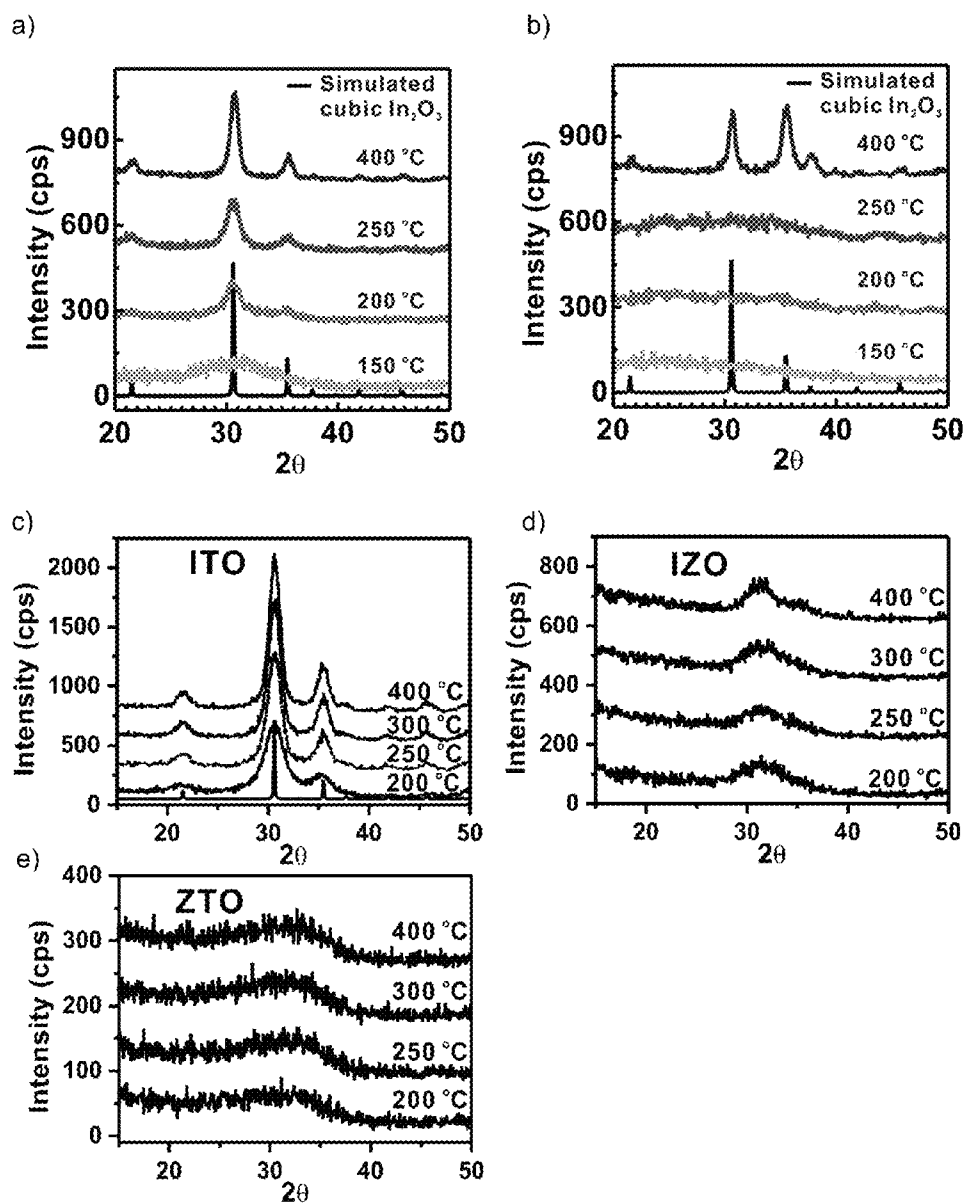 a)
Simulated
cubic In₂O₃
400 °C
250 °C
200 °C
150 °C
900
600
300
0
Intensity (cps)
20 30 40 50
2θ
b)
Simulated
cubic In₂O₃
400 °C
250 °C
200 °C
150 °C
900
600
300
0
Intensity (cps)
20 30 40 50
2θ
c)
ITO
400 °C
300 °C
250 °C
200 °C
2000
1500
1000
500
0
Intensity (cps)
20 30 40 50
2θ
d)
IZO
400 °C
300 °C
250 °C
200 °C
800
600
400
200
0
Intensity (cps)
20 30 40 50
2θ
e)
ZTO
400 °C
300 °C
250 °C
200 °C
400
300
200
100
0
Intensity (cps)
20 30 40 50
2θ